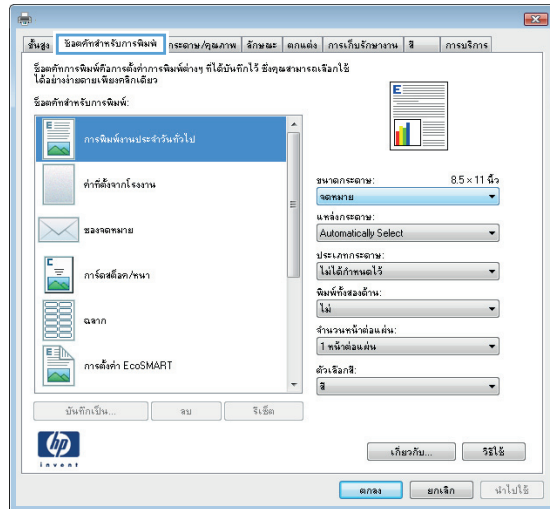 ขั้นสูง ช็อตคัทสำหรับการพิมพ์ กระดาษ/คุณภาพ ลักษณะ ตกแต่ง การเก็บรักษางาน สี การบริการ
ช็อตคัทการพิมพ์คือการตั้งค่าการพิมพ์ต่างๆ ที่ได้บันทึกไว้ ซึ่งคุณสามารถเลือกใช้
ได้อย่างง่ายดายเพียงคลิกเดียว
ช็อตคัทสำหรับการพิมพ์:
การพิมพ์งานประจำวันทั่วไป
ค่าที่ตั้งจากโรงงาน
ซองจดหมาย
การ์ดสต็อค/หนา
ฉลาก
การตั้งค่า EcoSMART
บันทึกเป็น... ลบ รีเซ็ต
E
ขนาดกระดาษ: 8.5 × 11 นิ้ว
จดหมาย
แหล่งกระดาษ:
Automatically Select
ประเภทกระดาษ:
ไม่ได้กำหนดไว้
พิมพ์ทั้งสองด้าน:
ไม่
จำนวนหน้าต่อแผ่น:
1 หน้าต่อแผ่น
ตัวเลือกสี:
สี
hp
invent
เกี่ยวกับ... วิธีใช้
ตกลง ยกเลิก นำไปใช้